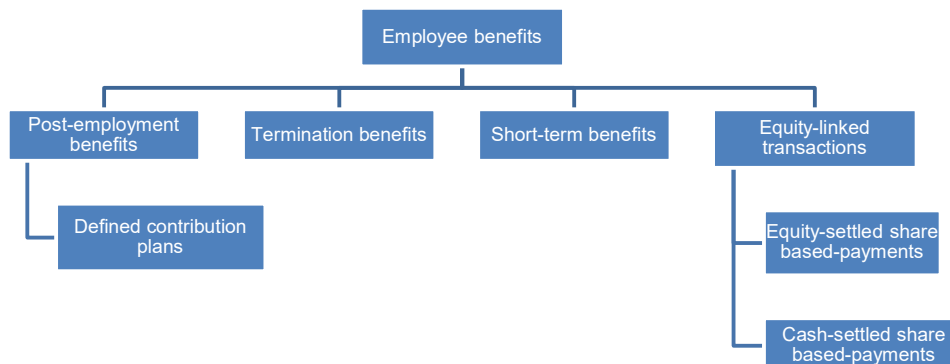 Employee benefits
Post-employment
benefits
Termination benefits
Short-term benefits
Equity-linked
transactions
Defined contribution
plans
Equity-settled share
based-payments
Cash-settled share
based-payments